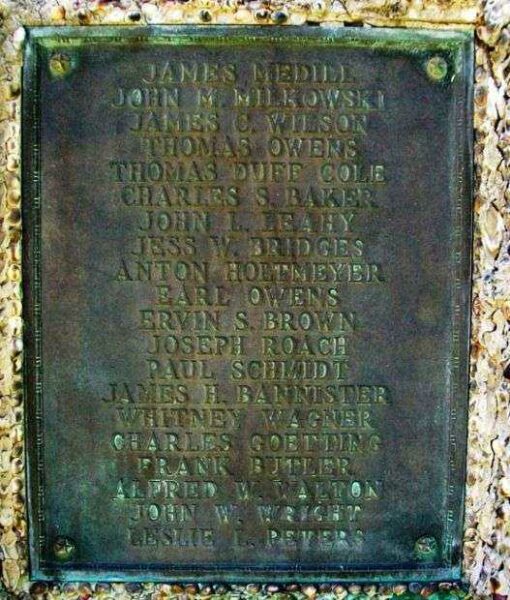 JAMES MEDILL
JOHN M. MILKOWSKI
JAMES C. WILSON
THOMAS OWENS
THOMAS DUFF COLE
CHARLES S. BAKER
JOHN L. LEAHY
JESS W. BRIDGES
ANTON HOLTMEYER
EARL OWENS
ERVIN S. BROWN
JOSEPH ROACH
PAUL SCHMIDT
JAMES H. BANNISTER
WHITNEY WAGNER
CHARLES GOETTING
FRANK BUTLER
ALFRED W. WALTON
JOHN W. WRIGHT
LESLIE L. PETERS